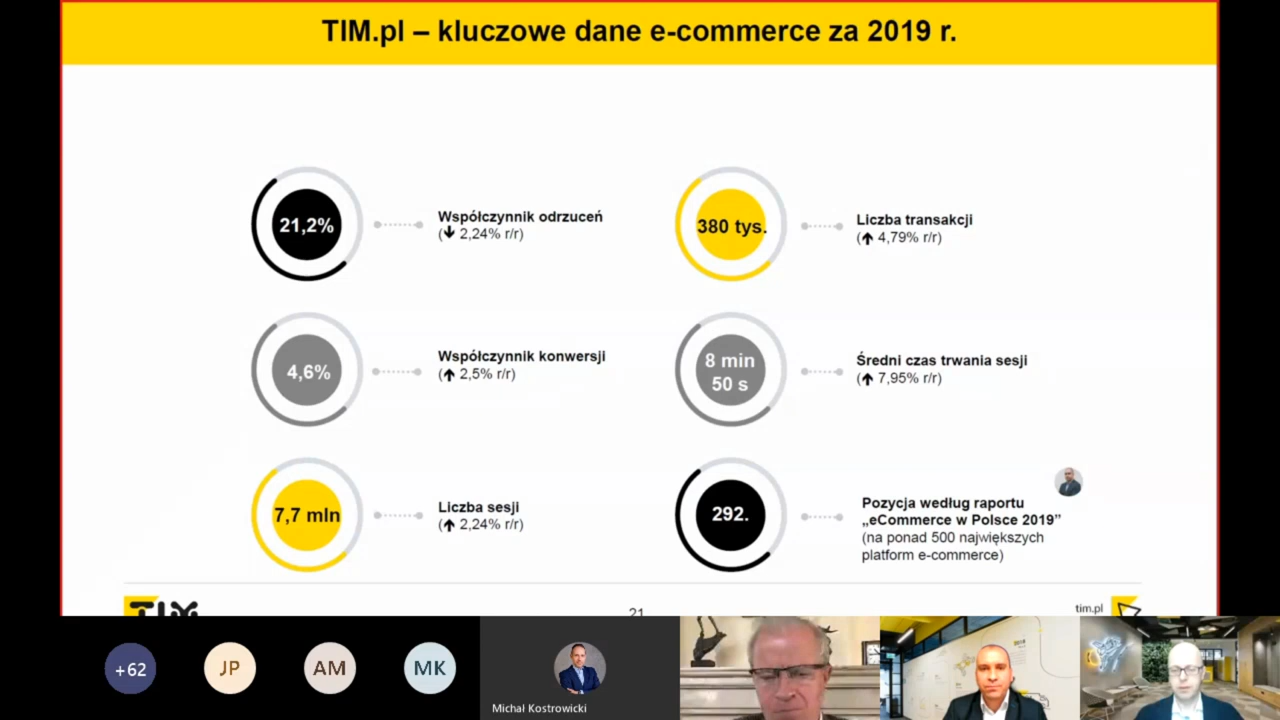 TIM.pl – kluczowe dane e-commerce za 2019 r.
21,2%
Współczynnik odrzuceń
(↓ 2,24% r/r)
380 tys.
Liczba transakcji
(↑ 4,79% r/r)
4,6%
Współczynnik konwersji
(↑ 2,5% r/r)
8 min
50 s
Średni czas trwania sesji
(↑ 7,95% r/r)
7,7 mln
Liczba sesji
(↑ 2,24% r/r)
292.
Pozycja według raportu
„eCommerce w Polsce 2019”
(na ponad 500 największych
platform e-commerce)
TIM
21
tim.pl
+62
JP
AM
MK
Michał Kostrowicki